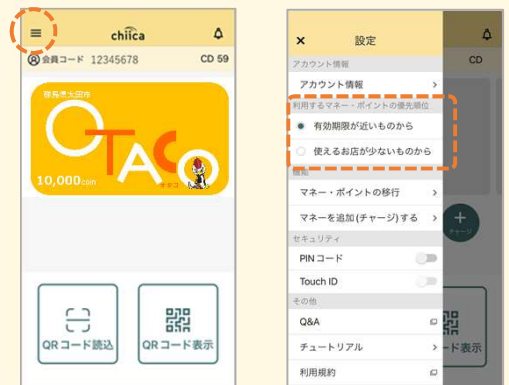 chiica
会員コード 12345678
CD 59
群馬県太田市
OTACO
オタコ
10,000coin
QRコード読込
QRコード表示
設定
CD
アカウント情報
アカウント情報
利用するマネー・ポイントの優先順位
有効期限が近いものから
使えるお店が少ないものから
機能
マネー・ポイントの移行
マネーを追加(チャージ)する
チャージ
セキュリティ
PINコード
Touch ID
その他
Q&A
チュートリアル
ード表示
利用規約